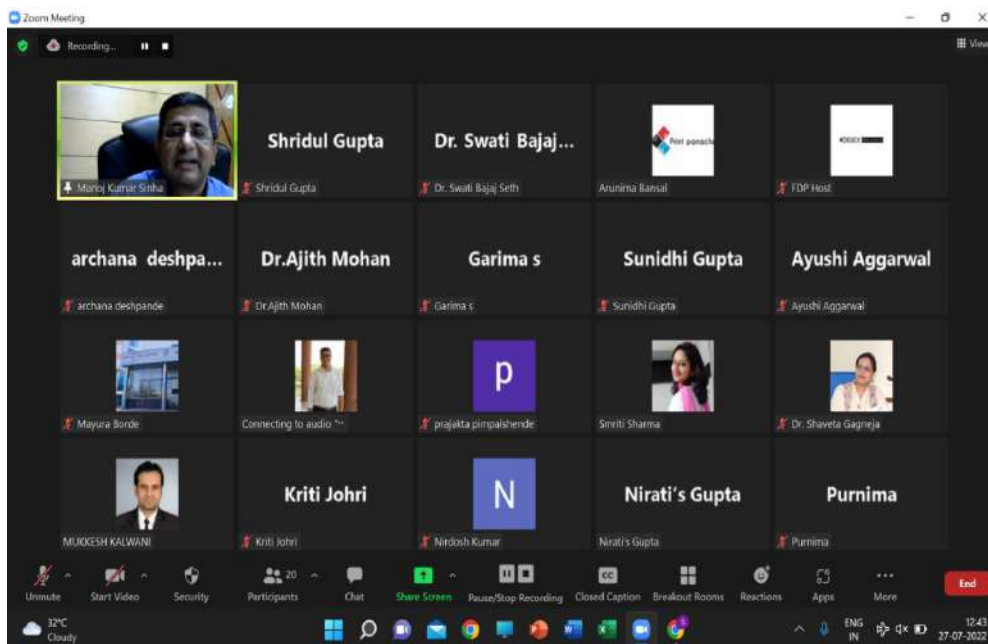 Zoom Meeting
Recording...
View
Manoj Kumar Sinha
Shridul Gupta
Shridul Gupta
Dr. Swati Bajaj...
Dr. Swati Bajaj Seth
Print panache
Arunima Bansal
FDP Host
archana deshpa...
archana deshpande
Dr.Ajith Mohan
Dr.Ajith Mohan
Garima s
Garima s
Sunidhi Gupta
Sunidhi Gupta
Ayushi Aggarwal
Ayushi Aggarwal
Mayura Borde
Connecting to audio
p
prajakta pimpalshende
Smriti Sharma
Dr. Shaveta Gagneja
MUKKESH KALWANI
Kriti Johri
Kriti Johri
N
Nirdosh Kumar
Nirati's Gupta
Nirati's Gupta
Purnima
Purnima
Unmute
Start Video
Security
20
Participants
Chat
Share Screen
Pause/Stop Recording
CC
Closed Caption
Breakout Rooms
Reactions
Apps
More
End
32°C
Cloudy
ENG
IN
12:43
27-07-2022